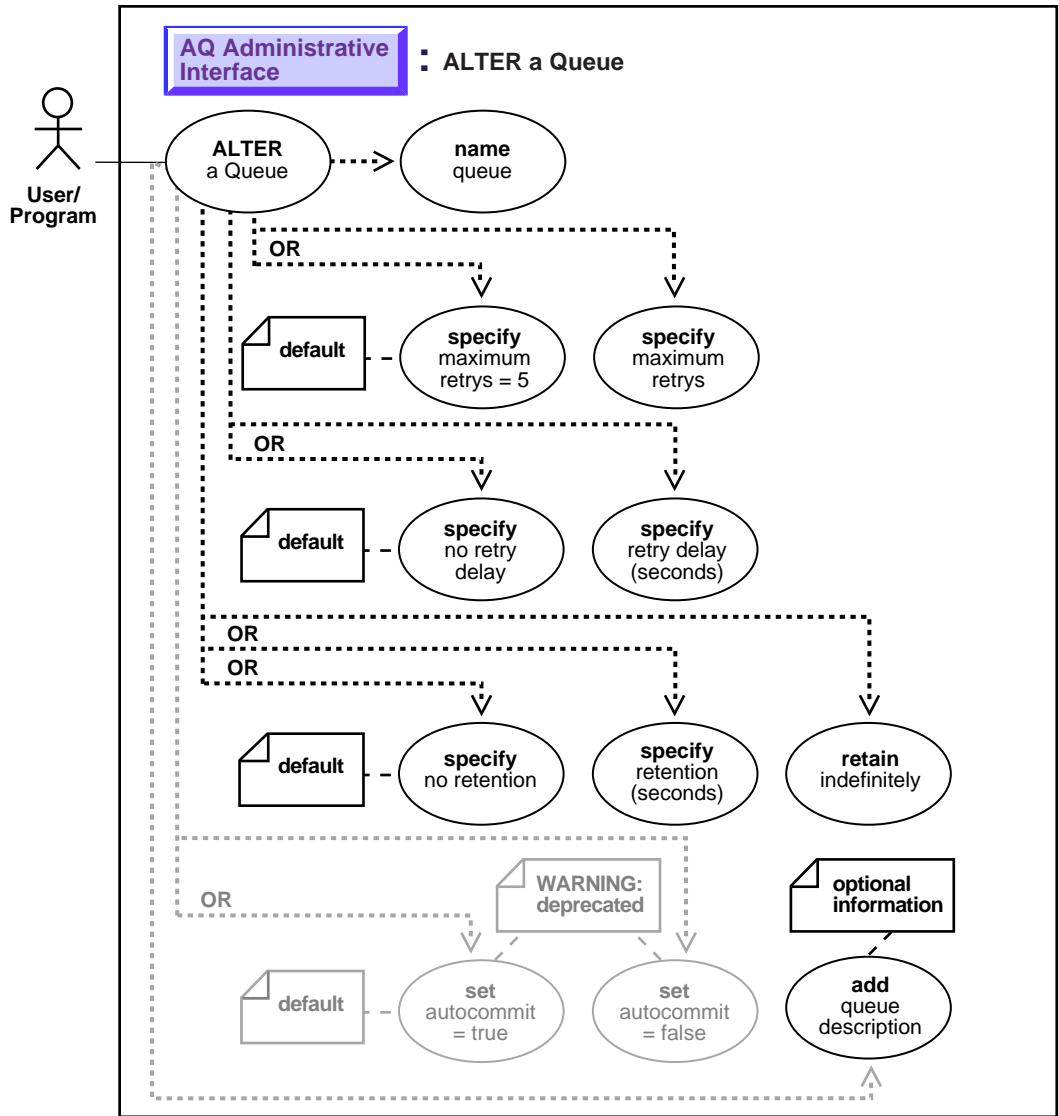 AQ Administrative
Interface
: ALTER a Queue
User/
Program
ALTER
a Queue
name
queue
OR
default
specify
maximum
retrys = 5
specify
maximum
retrys
OR
default
specify
no retry
delay
specify
retry delay
(seconds)
OR
OR
default
specify
no retention
specify
retention
(seconds)
retain
indefinitely
OR
WARNING:
deprecated
optional
information
default
set
autocommit
= true
set
autocommit
= false
add
queue
description